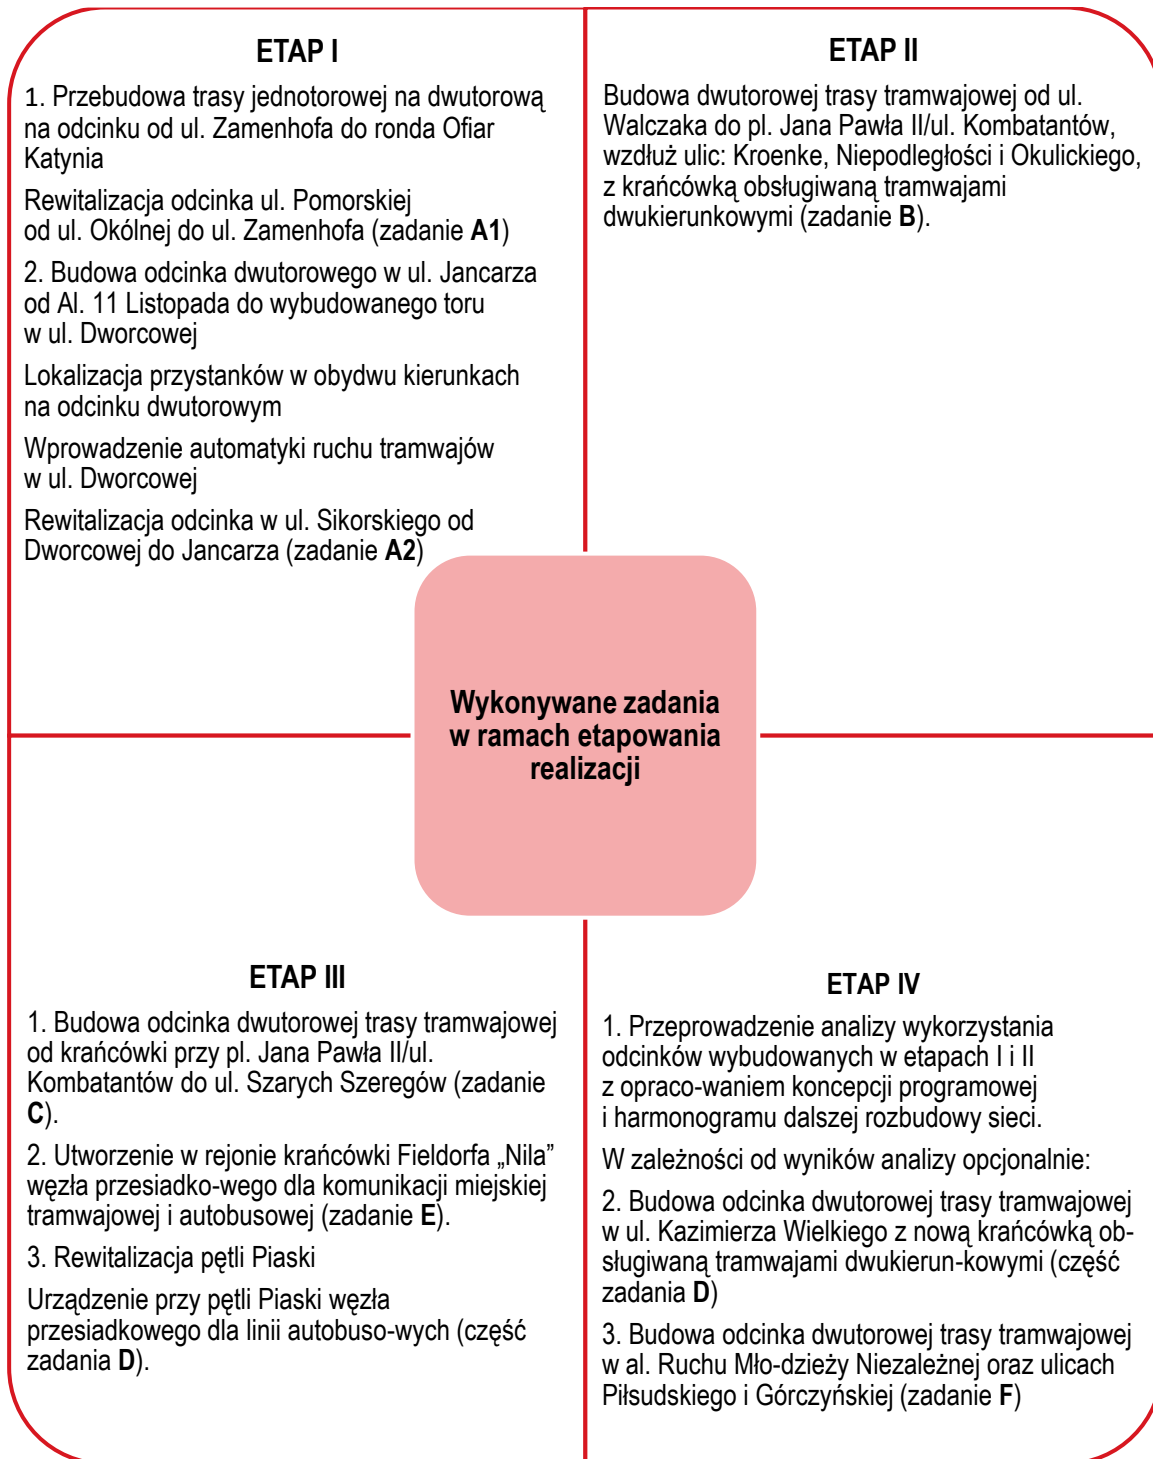 ETAP I
1. Przebudowa trasy jednotorowej na dwutorową
na odcinku od ul. Zamenhofa do ronda Ofiar
Katynia
Rewitalizacja odcinka ul. Pomorskiej
od ul. Okólnej do ul. Zamenhofa (zadanie A1)
2. Budowa odcinka dwutorowego w ul. Jancarza
od Al. 11 Listopada do wybudowanego toru
w ul. Dworcowej
Lokalizacja przystanków w obydwu kierunkach
na odcinku dwutorowym
Wprowadzenie automatyki ruchu tramwajów
w ul. Dworcowej
Rewitalizacja odcinka w ul. Sikorskiego od
Dworcowej do Jancarza (zadanie A2)
ETAP II
Budowa dwutorowej trasy tramwajowej od ul.
Walczaka do pl. Jana Pawła II/ul. Kombatantów,
wzdłuż ulic: Kroenke, Niepodległości i Okulickiego,
z krańcówką obsługiwaną tramwajami
dwukierunkowymi (zadanie B).
Wykonywane zadania
w ramach etapowania
realizacji
ETAP III
1. Budowa odcinka dwutorowej trasy tramwajowej
od krańcówki przy pl. Jana Pawła II/ul.
Kombatantów do ul. Szarych Szeregów (zadanie
C).
2. Utworzenie w rejonie krańcówki Fieldorfa „Nila”
węzła przesiadko-wego dla komunikacji miejskiej
tramwajowej i autobusowej (zadanie E).
3. Rewitalizacja pętli Piaski
Urządzenie przy pętli Piaski węzła
przesiadkowego dla linii autobuso-wych (część
zadania D).
ETAP IV
1. Przeprowadzenie analizy wykorzystania
odcinków wybudowanych w etapach I i II
z opraco-waniem koncepcji programowej
i harmonogramu dalszej rozbudowy sieci.
W zależności od wyników analizy opcjonalnie:
2. Budowa odcinka dwutorowej trasy tramwajowej
w ul. Kazimierza Wielkiego z nową krańcówką ob-
sługiwaną tramwajami dwukierun-kowymi (część
zadania D)
3. Budowa odcinka dwutorowej trasy tramwajowej
w al. Ruchu Mło-dzieży Niezależnej oraz ulicach
Piłsudskiego i Górczyńskiej (zadanie F)